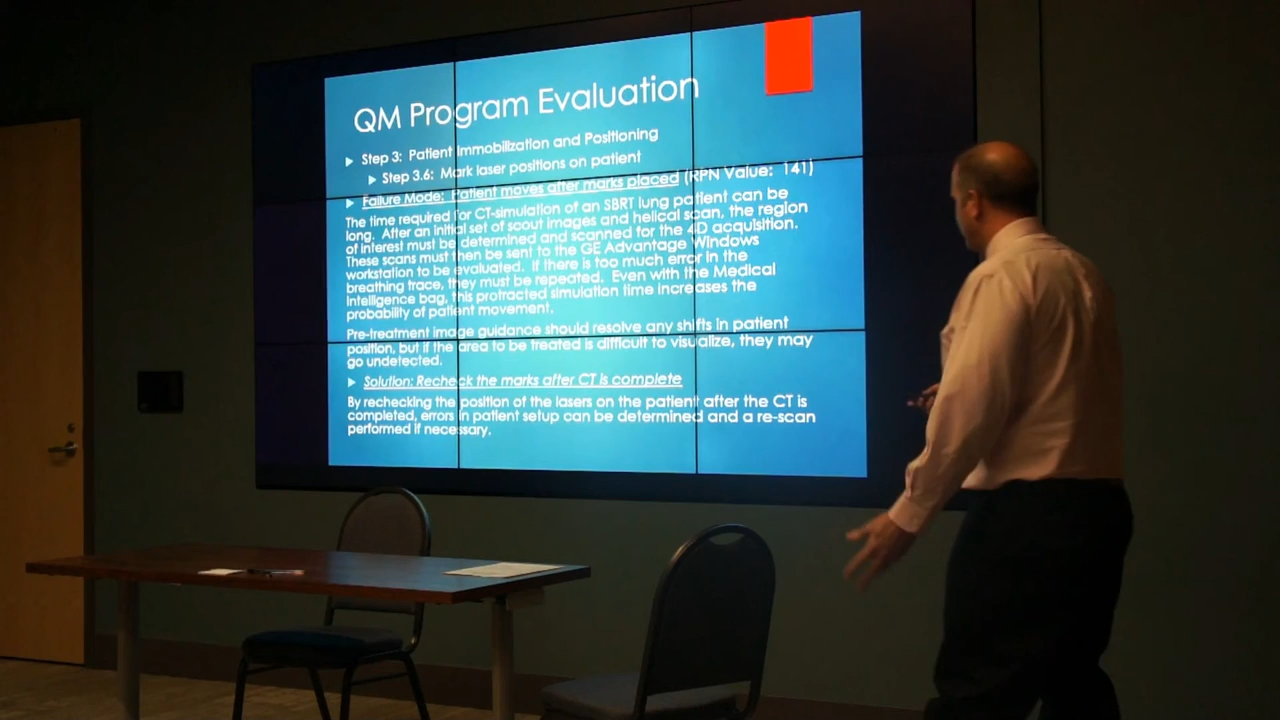 QM Program Evaluation
Step 3: Patient Immobilization and Positioning
Step 3.6: Mark laser positions on patient
Failure Mode: Patient moves after marks placed (RPN Value: 141)
The time required for CT-simulation of an SBRT lung patient can be
long. After an initial set of scout images and helical scan, the region
of interest must be determined and scanned for the 4D acquisition.
These scans must then be sent to the GE Advantage Windows
workstation to be evaluated. If there is too much error in the
breathing trace, they must be repeated. Even with the Medical
Intelligence bag, this protracted simulation time increases the
probability of patient movement.
Pre-treatment image guidance should resolve any shifts in patient
position, but if the area to be treated is difficult to visualize, they may
go undetected.
Solution: Recheck the marks after CT is complete
By rechecking the position of the lasers on the patient after the CT is
completed, errors in patient setup can be determined and a re-scan
performed if necessary.